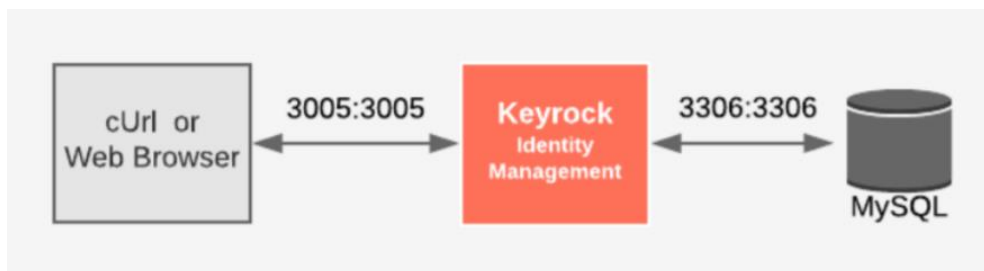 cUrl or
Web Browser
3005:3005
Keyrock
Identity
Management
3306:3306
MySQL